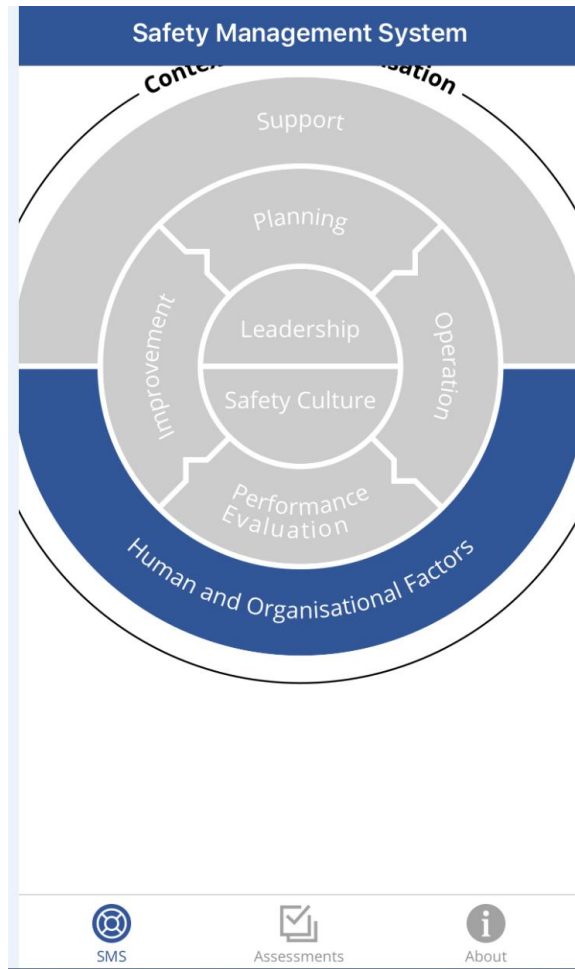 Safety Management System
Support
Planning
Leadership
Safety Culture
Improvement
Operation
Performance
Evaluation
Human and Organisational Factors
SMS
Assessments
About